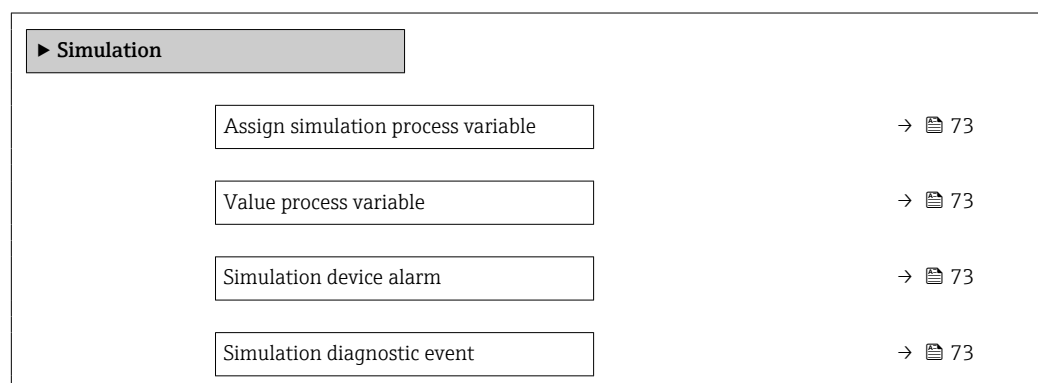 ▶ Simulation
Assign simulation process variable → 73
Value process variable → 73
Simulation device alarm → 73
Simulation diagnostic event → 73